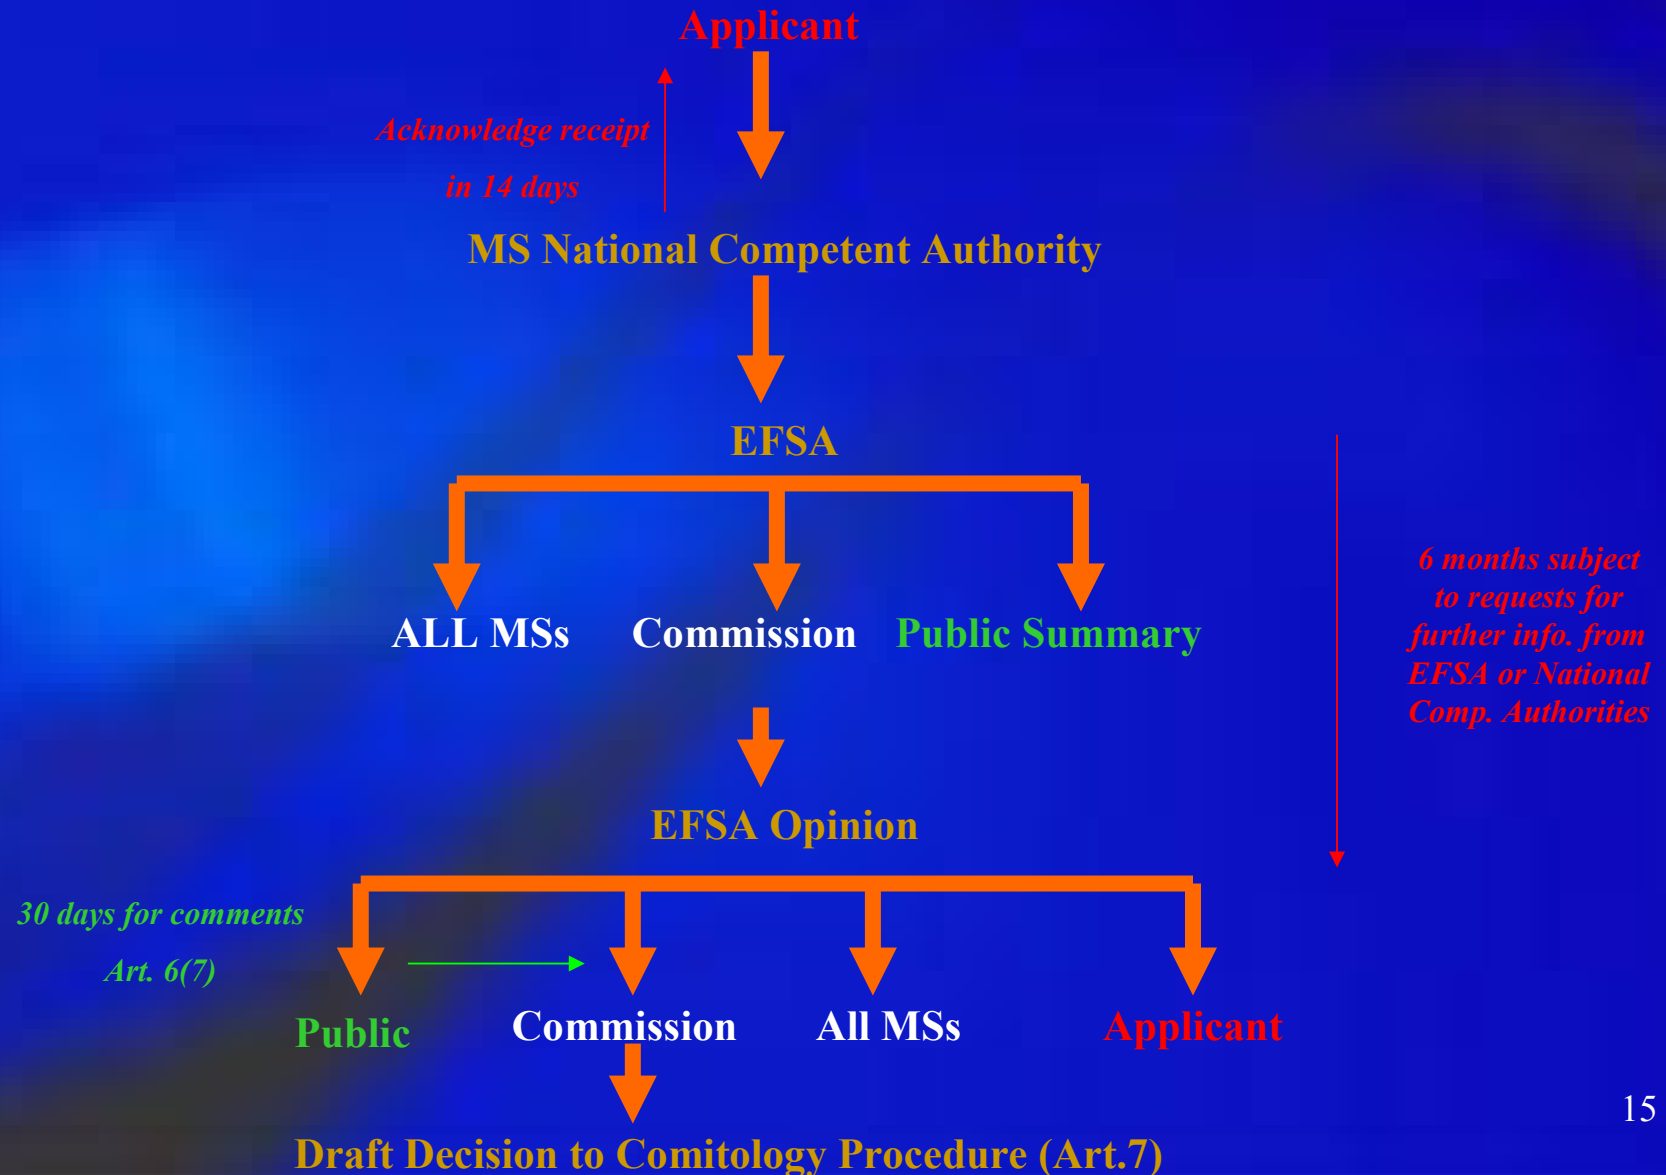 Applicant
Acknowledge receipt
in 14 days
MS National Competent Authority
EFSA
ALL MSs
Commission
Public Summary
6 months subject
to requests for
further info. from
EFSA or National
Comp. Authorities
EFSA Opinion
30 days for comments
Art. 6(7)
Public
Commission
All MSs
Applicant
Draft Decision to Comitology Procedure (Art.7)
15